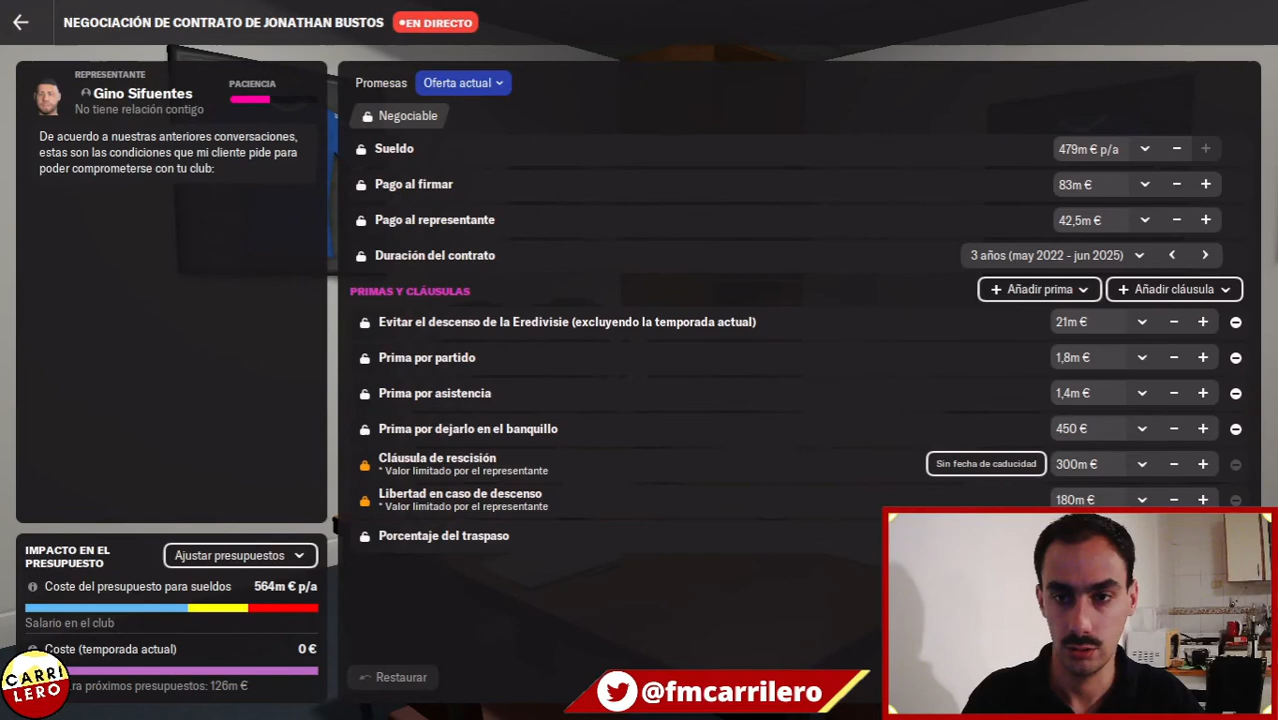 NEGOCIACIÓN DE CONTRATO DE JONATHAN BUSTOS
EN DIRECTO
REPRESENTANTE
Gino Sifuentes
No tiene relación contigo
PACIENCIA
De acuerdo a nuestras anteriores conversaciones,
estas son las condiciones que mi cliente pide para
poder comprometerse con tu club:
Promesas
Oferta actual
Negociable
Sueldo
479m € p/a
Pago al firmar
83m €
Pago al representante
42,5m €
Duración del contrato
3 años (may 2022 - jun 2025)
PRIMAS Y CLÁUSULAS
+ Añadir prima
+ Añadir cláusula
Evitar el descenso de la Eredivisie (excluyendo la temporada actual)
21m €
Prima por partido
1,8m €
Prima por asistencia
1,4m €
Prima por dejarlo en el banquillo
450 €
Cláusula de rescisión
* Valor limitado por el representante
Sin fecha de caducidad
300m €
Libertad en caso de descenso
* Valor limitado por el representante
180m €
Porcentaje del traspaso
IMPACTO EN EL
PRESUPUESTO
Ajustar presupuestos
Coste del presupuesto para sueldos
564m € p/a
Salario en el club
Coste (temporada actual)
0 €
ra próximos presupuestos: 126m €
Restaurar
CARRI
LERO
@fmcarrilero